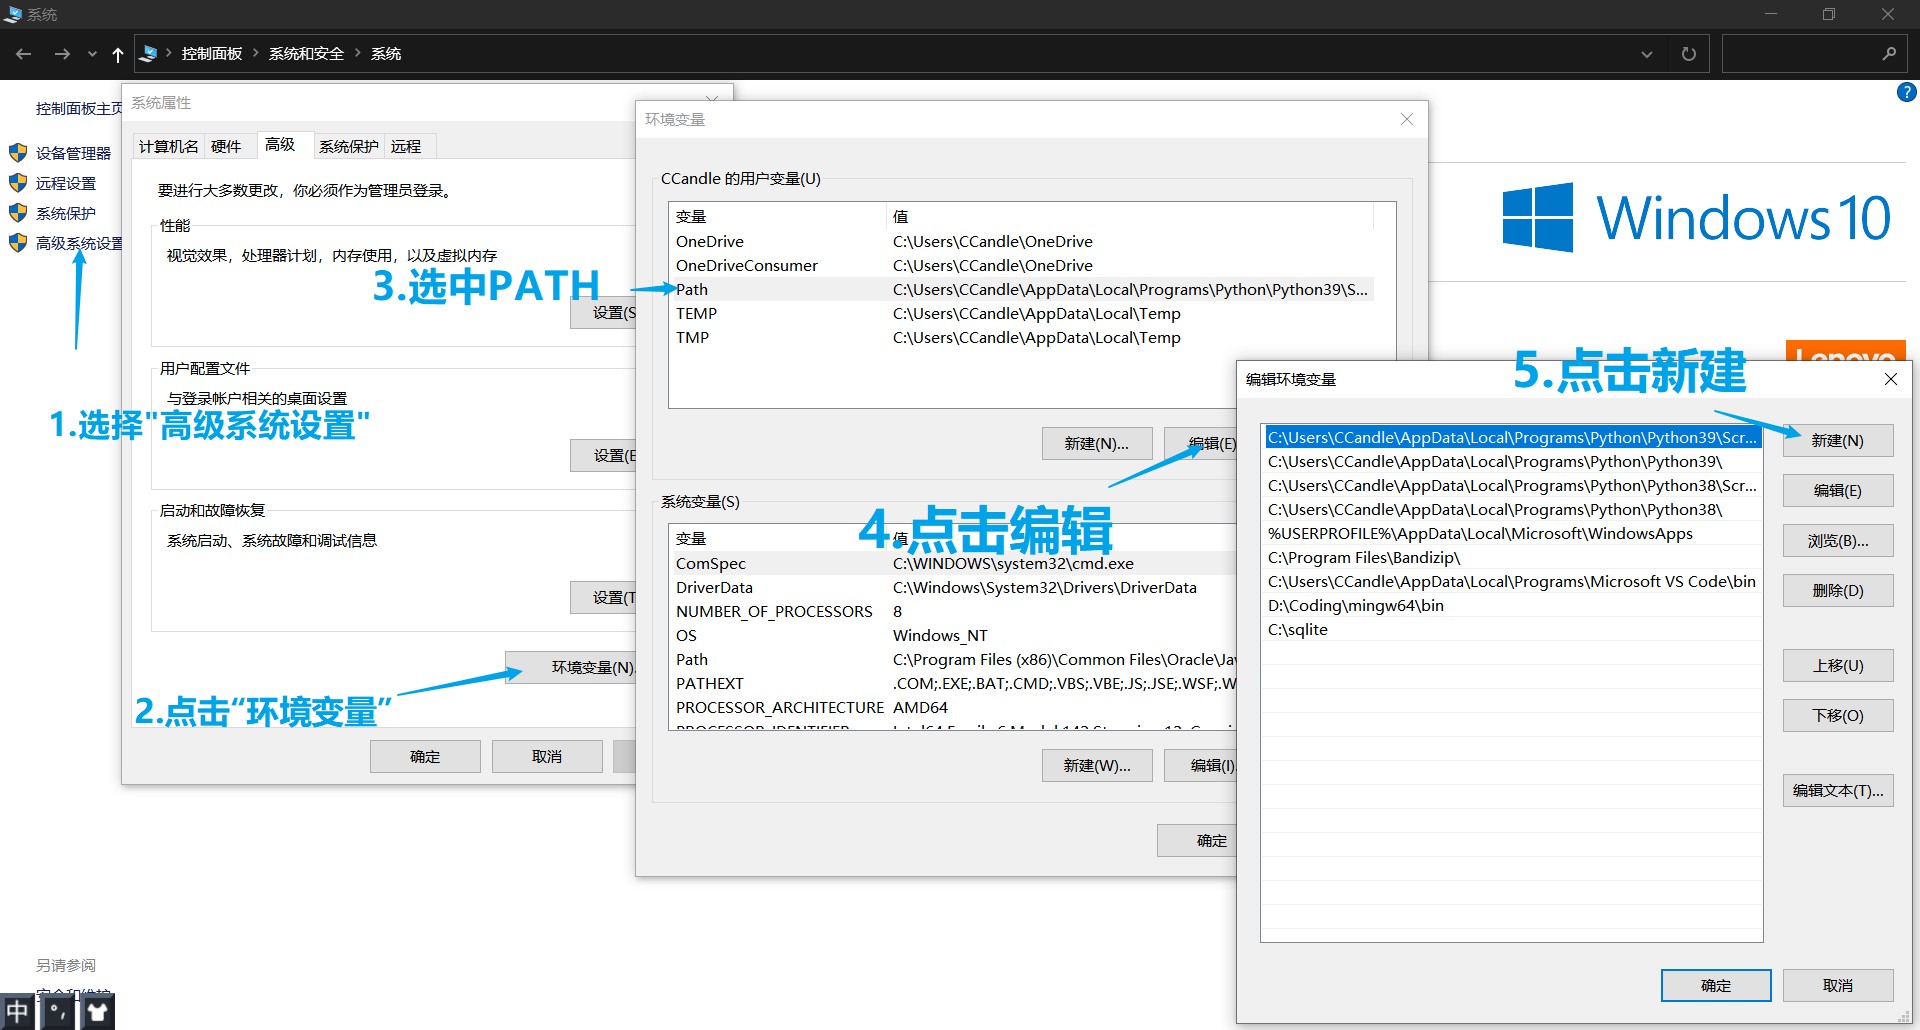 系统
控制面板
系统和安全
系统
控制面板主页
设备管理器
远程设置
系统保护
高级系统设置
1.选择"高级系统设置"
另请参阅
安全和维护
中
系统属性
计算机名
硬件
高级
系统保护
远程
要进行大多数更改，你必须作为管理员登录。
性能
视觉效果，处理器计划，内存使用，以及虚拟内存
3.选中PATH
设置(S
用户配置文件
与登录帐户相关的桌面设置
设置(E
启动和故障恢复
系统启动、系统故障和调试信息
设置(T
环境变量(N).
2.点击“环境变量”
确定
取消
环境变量
CCandle 的用户变量(U)
变量 值
OneDrive C:\Users\CCandle\OneDrive
OneDriveConsumer C:\Users\CCandle\OneDrive
Path C:\Users\CCandle\AppData\Local\Programs\Python\Python39\S...
TEMP C:\Users\CCandle\AppData\Local\Temp
TMP C:\Users\CCandle\AppData\Local\Temp
新建(N)...
编辑(E)
4.点击编辑
系统变量(S)
变量 值
ComSpec C:\WINDOWS\system32\cmd.exe
DriverData C:\Windows\System32\Drivers\DriverData
NUMBER_OF_PROCESSORS 8
OS Windows_NT
Path C:\Program Files (x86)\Common Files\Oracle\Jav
PATHEXT .COM;.EXE;.BAT;.CMD;.VBS;.VBE;.JS;.JSE;.WSF;.W
PROCESSOR_ARCHITECTURE AMD64
新建(W)...
编辑(I).
确定
?
Windows 10
Lenovo
编辑环境变量
5.点击新建
C:\Users\CCandle\AppData\Local\Programs\Python\Python39\Scr...
C:\Users\CCandle\AppData\Local\Programs\Python\Python39\
C:\Users\CCandle\AppData\Local\Programs\Python\Python38\Scr...
C:\Users\CCandle\AppData\Local\Programs\Python\Python38\
%USERPROFILE%\AppData\Local\Microsoft\WindowsApps
C:\Program Files\Bandizip\
C:\Users\CCandle\AppData\Local\Programs\Microsoft VS Code\bin
D:\Coding\mingw64\bin
C:\sqlite
新建(N)
编辑(E)
浏览(B)...
删除(D)
上移(U)
下移(O)
编辑文本(T)...
确定
取消